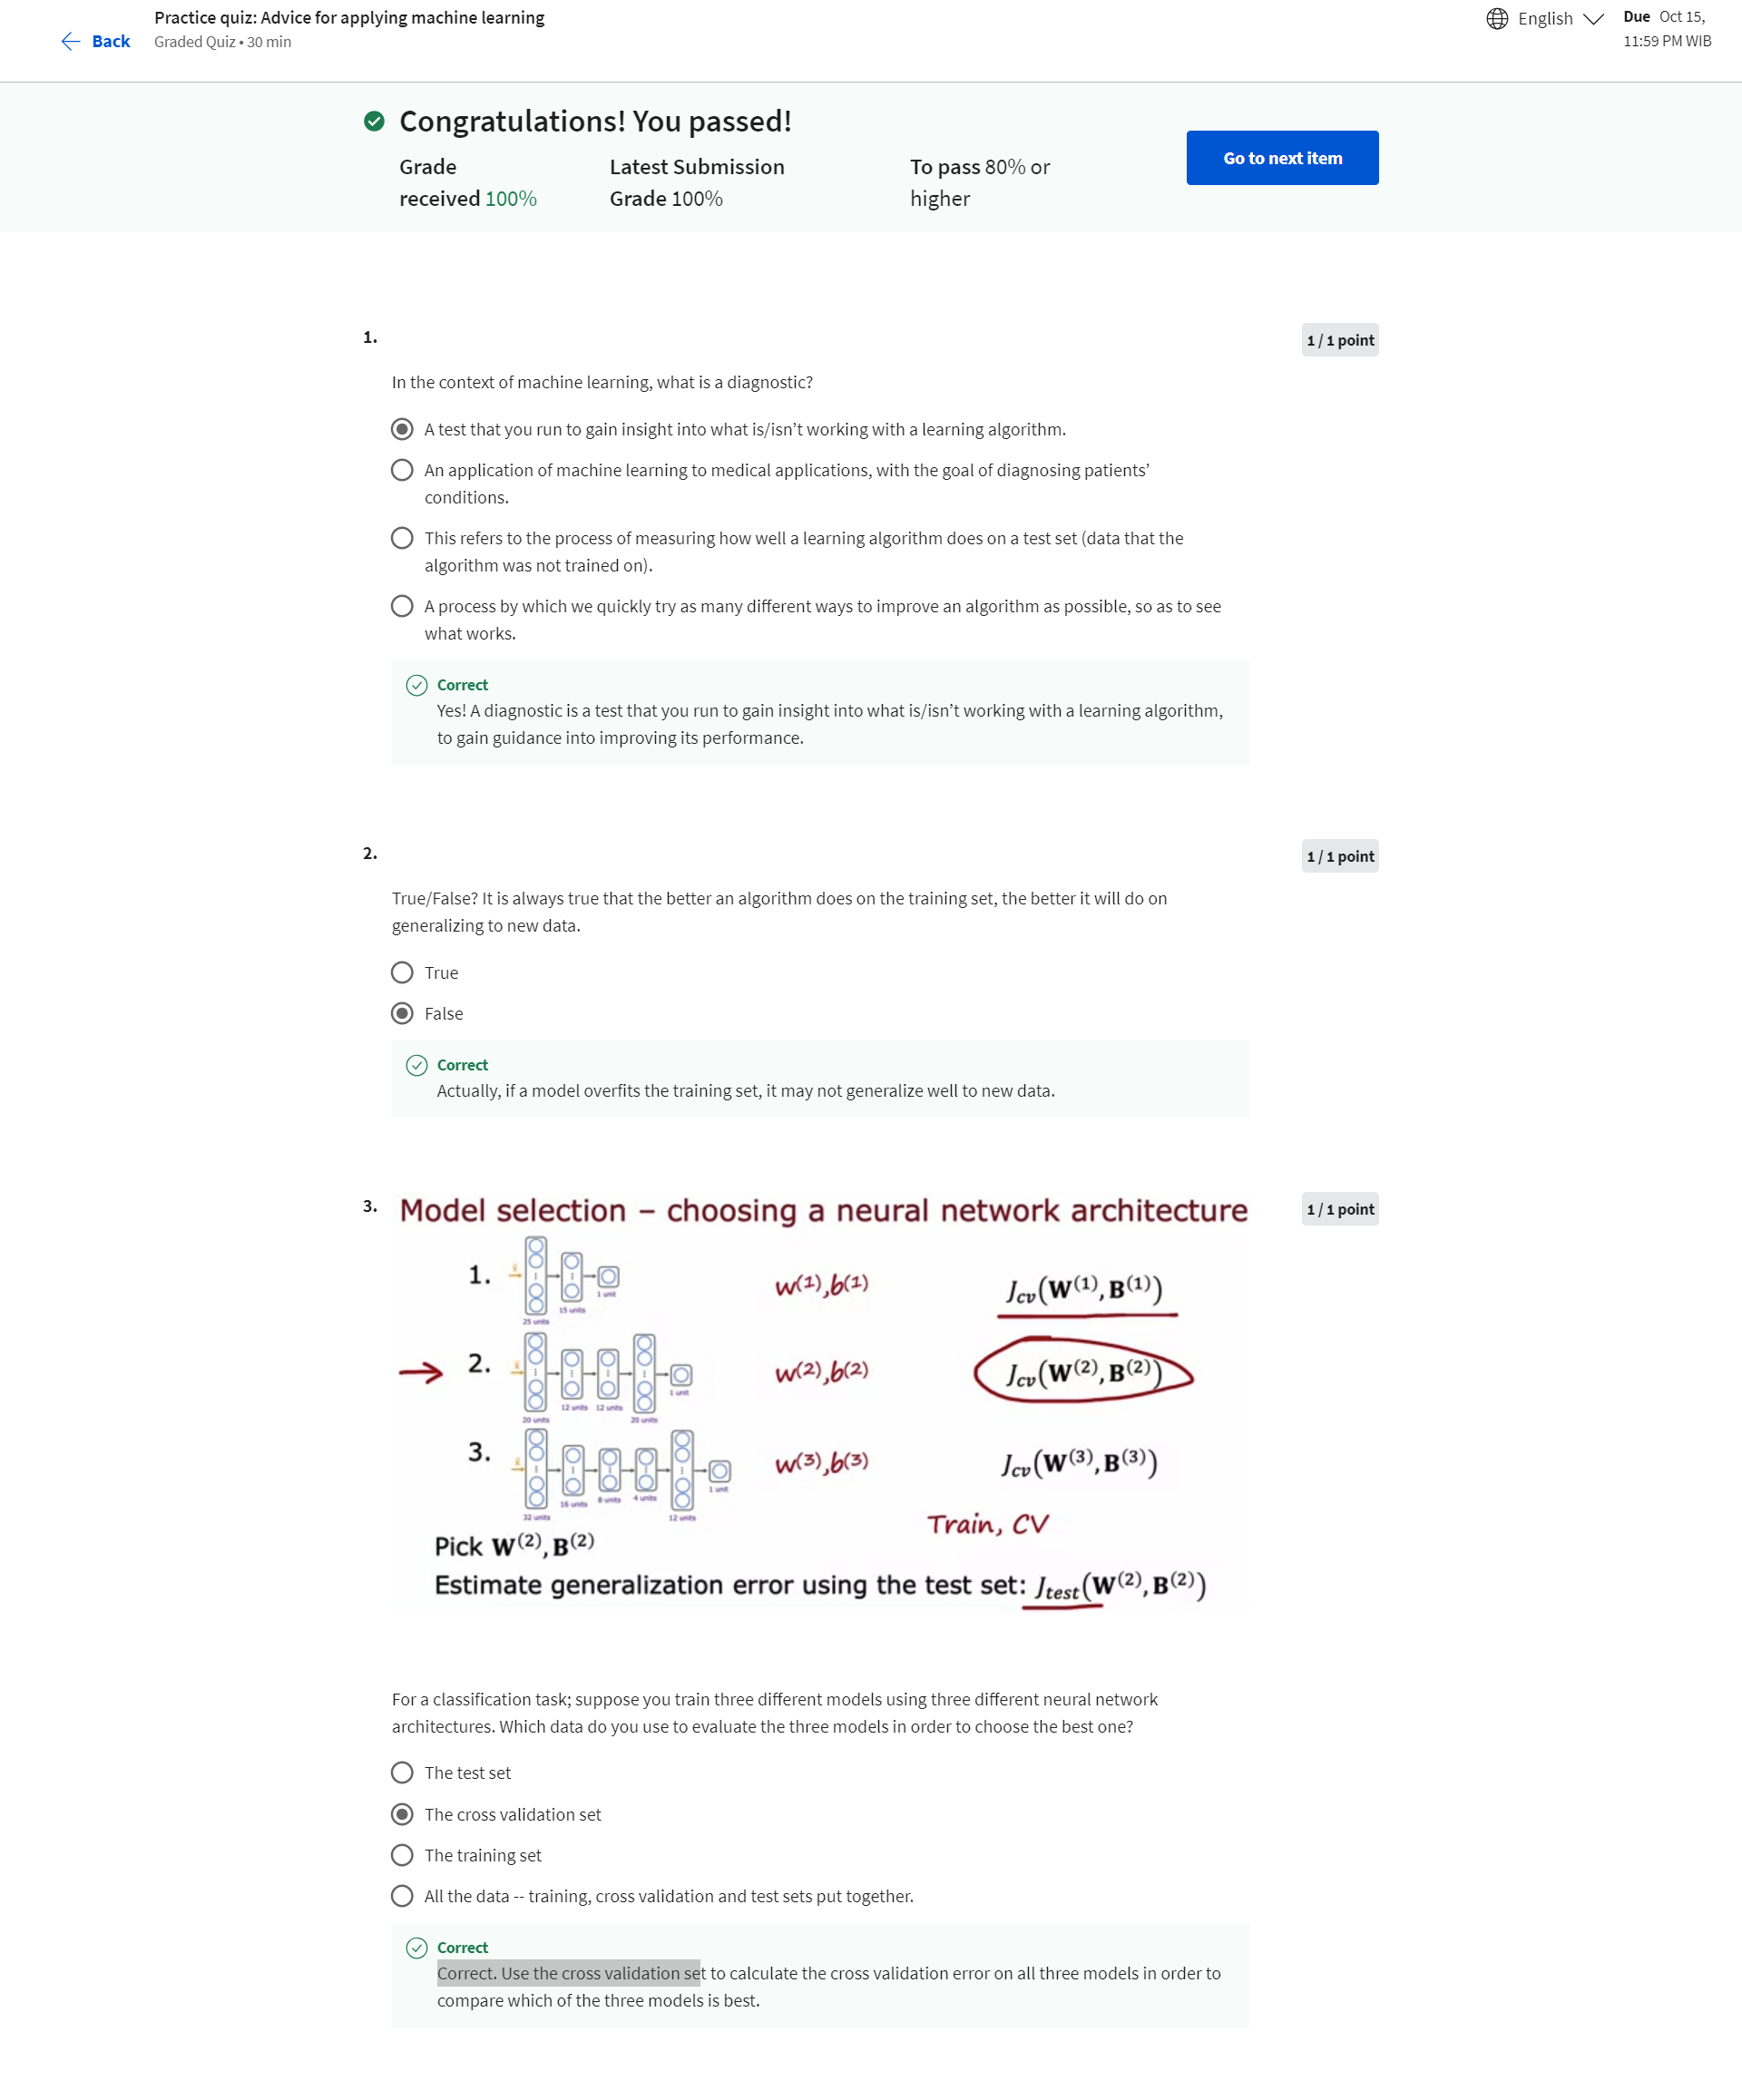 Practice quiz: Advice for applying machine learning
Graded Quiz • 30 min
Back
English
Due Oct 15,
11:59 PM WIB
Congratulations! You passed!
Grade
received 100%
Latest Submission
Grade 100%
To pass 80% or
higher
Go to next item
1.
1 / 1 point
In the context of machine learning, what is a diagnostic?
A test that you run to gain insight into what is/isn’t working with a learning algorithm.
An application of machine learning to medical applications, with the goal of diagnosing patients’
conditions.
This refers to the process of measuring how well a learning algorithm does on a test set (data that the
algorithm was not trained on).
A process by which we quickly try as many different ways to improve an algorithm as possible, so as to see
what works.
Correct
Yes! A diagnostic is a test that you run to gain insight into what is/isn’t working with a learning algorithm,
to gain guidance into improving its performance.
2.
1 / 1 point
True/False? It is always true that the better an algorithm does on the training set, the better it will do on
generalizing to new data.
True
False
Correct
Actually, if a model overfits the training set, it may not generalize well to new data.
3.
Model selection – choosing a neural network architecture
1 / 1 point
1.
25 units
15 units
1 unit
w(1),b(1)
Jcv(W(1),B(1))
2.
20 units
12 units
12 units
20 units
1 unit
w(2),b(2)
Jcv(W(2),B(2))
3.
32 units
16 units
8 units
4 units
12 units
1 unit
w(3),b(3)
Jcv(W(3),B(3))
Train, CV
Pick W(2),B(2)
Estimate generalization error using the test set: Jtest(W(2),B(2))
For a classification task; suppose you train three different models using three different neural network
architectures. Which data do you use to evaluate the three models in order to choose the best one?
The test set
The cross validation set
The training set
All the data -- training, cross validation and test sets put together.
Correct
Correct. Use the cross validation set to calculate the cross validation error on all three models in order to
compare which of the three models is best.